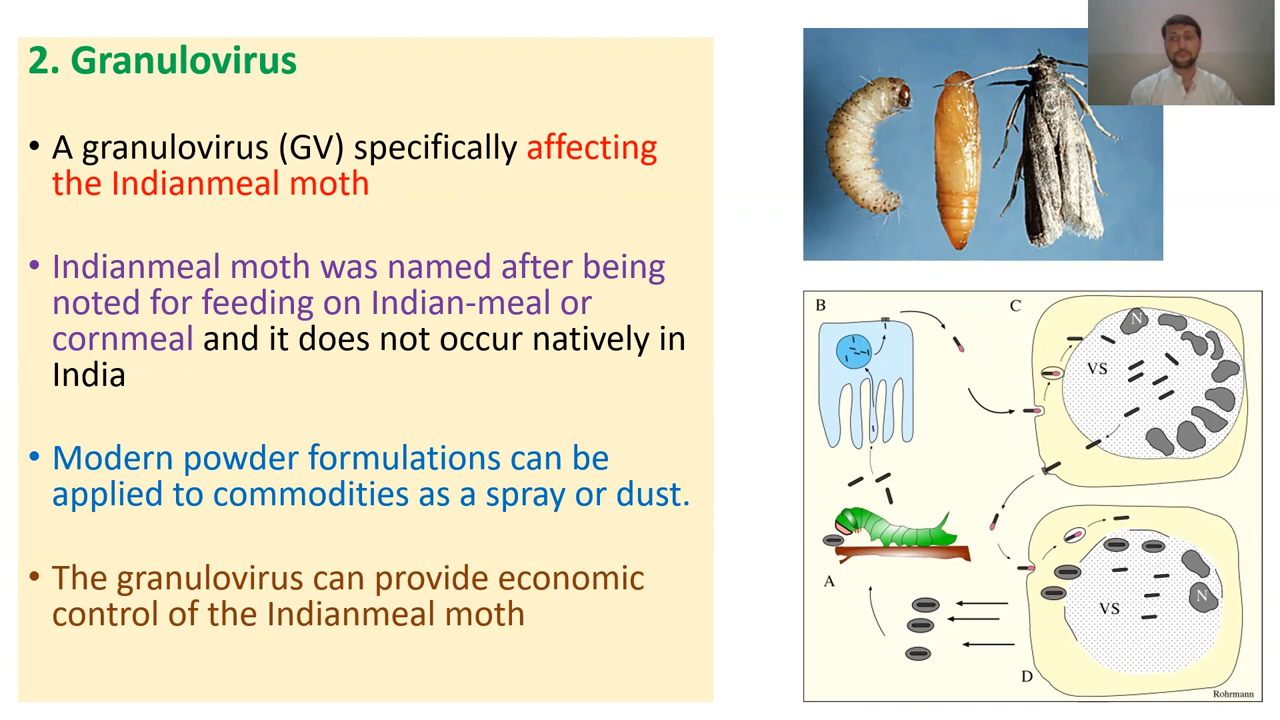 2. Granulovirus
• A granulovirus (GV) specifically affecting
the Indianmeal moth
• Indianmeal moth was named after being
noted for feeding on Indian-meal or
cornmeal and it does not occur natively in
India
• Modern powder formulations can be
applied to commodities as a spray or dust.
• The granulovirus can provide economic
control of the Indianmeal moth
B
C
N
VS
A
VS
N
D
Rohrmann